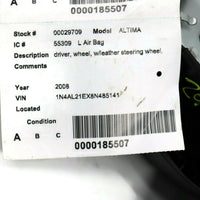 A B C
0000185507
Stock # 00029709 Model ALTIMA
IC # 55309 L Air Bag
Description driver, wheel, w/leather steering wheel.
Comments
Year 2008
VIN 1N4AL21EX8N485141
Located
Condition
A B C
0000185507